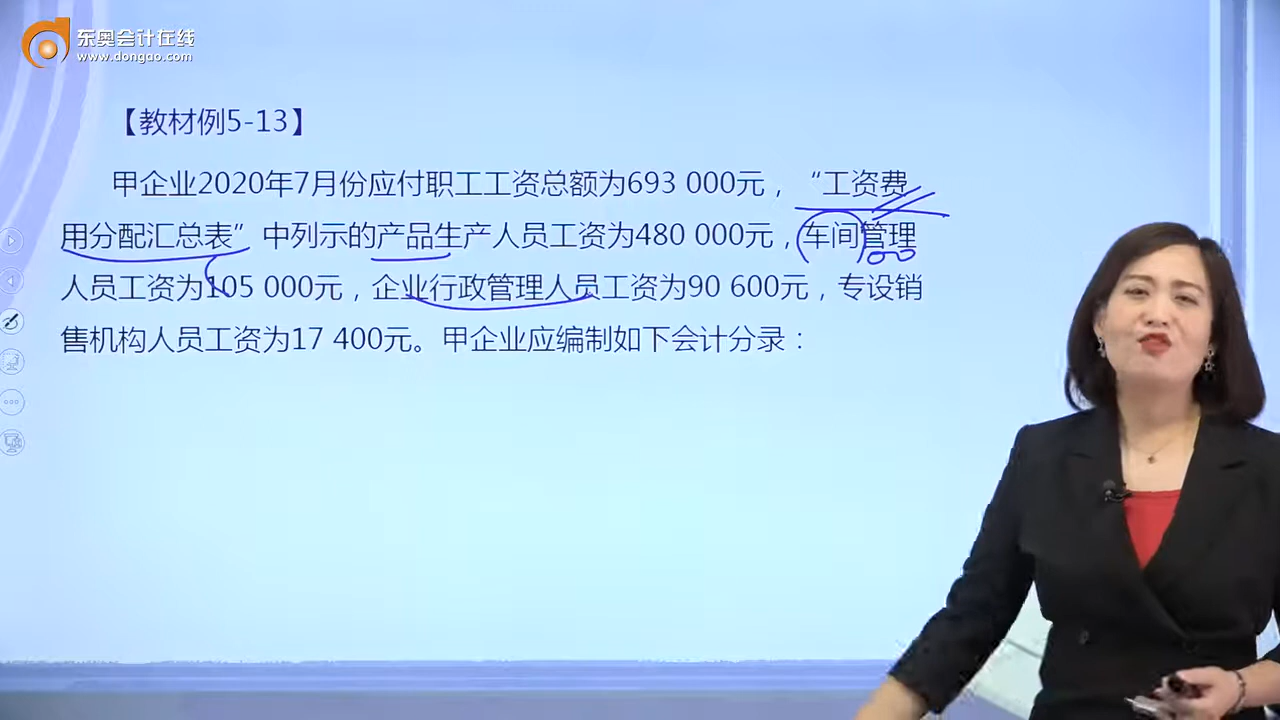 东奥会计在线
www.dongao.com
【教材例5-13】
甲企业2020年7月份应付职工工资总额为693 000元，“工资费
用分配汇总表”中列示的产品生产人员工资为480 000元，车间管理
人员工资为105 000元，企业行政管理人员工资为90 600元，专设销
售机构人员工资为17 400元。甲企业应编制如下会计分录：